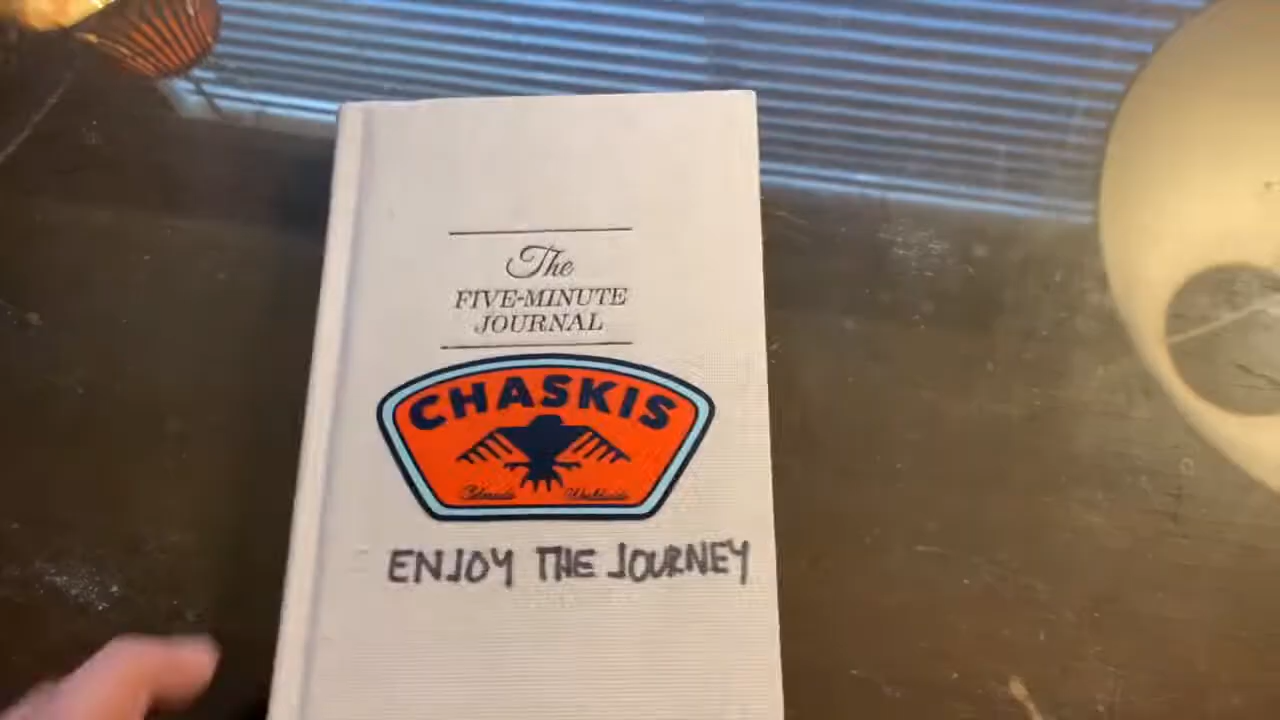 The
FIVE-MINUTE
JOURNAL
CHASKIS
ENJOY THE JOURNEY